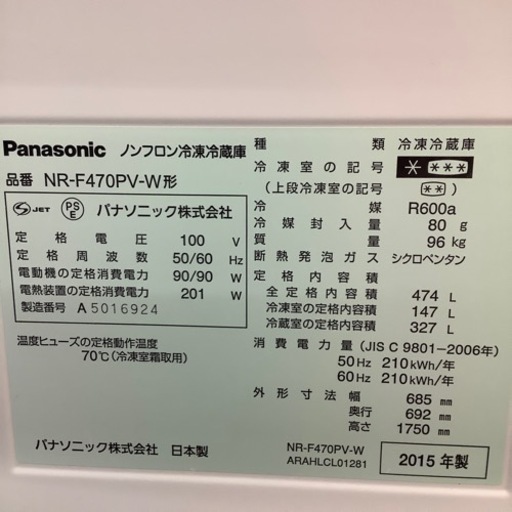 Panasonic ノンフロン冷凍冷蔵庫
品番 NR-F470PV-W形
S JET PS E パナソニック株式会社
定格電圧 100 V
定格周波数 50/60 Hz
電動機の定格消費電力 90/90 W
電熱装置の定格消費電力 201 W
製造番号 A 5016924
温度ヒューズの定格動作温度
70℃(冷凍室霜取用)
パナソニック株式会社 日本製
種類 冷凍冷蔵庫
冷凍室の記号 * ***
(上段冷凍室の記号 ** )
冷媒 R600a
冷媒封入量 80 g
質量 96 kg
断熱発泡ガス シクロペンタン
定格内容積
全定格内容積 474 L
冷凍室の定格内容積 147 L
冷蔵室の定格内容積 327 L
消費電力量 (JIS C 9801-2006年)
50Hz 210kWh/年
60Hz 210kWh/年
外形寸法 幅 685 mm
奥行 692 mm
高さ 1750 mm
NR-F470PV-W
ARAHLCL01281
2015年製